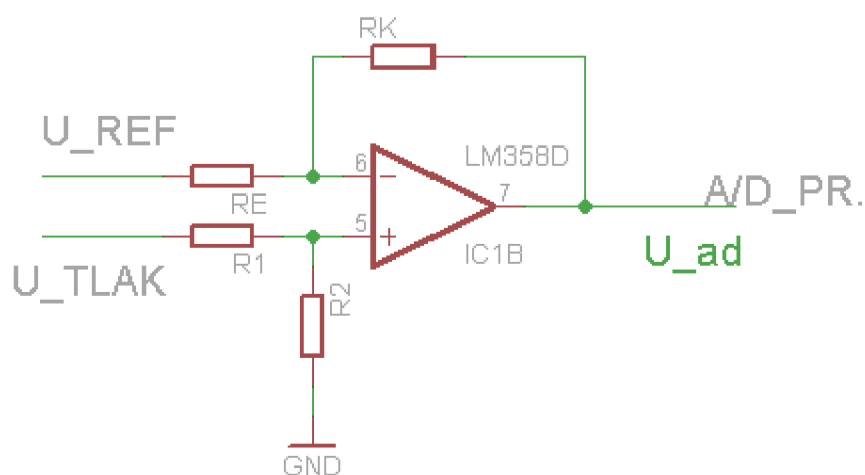 RK
U_REF
LM358D
6
7
A/D_PR.
RE
5
R1
IC1B
U_ad
U_TLAK
R2
GND